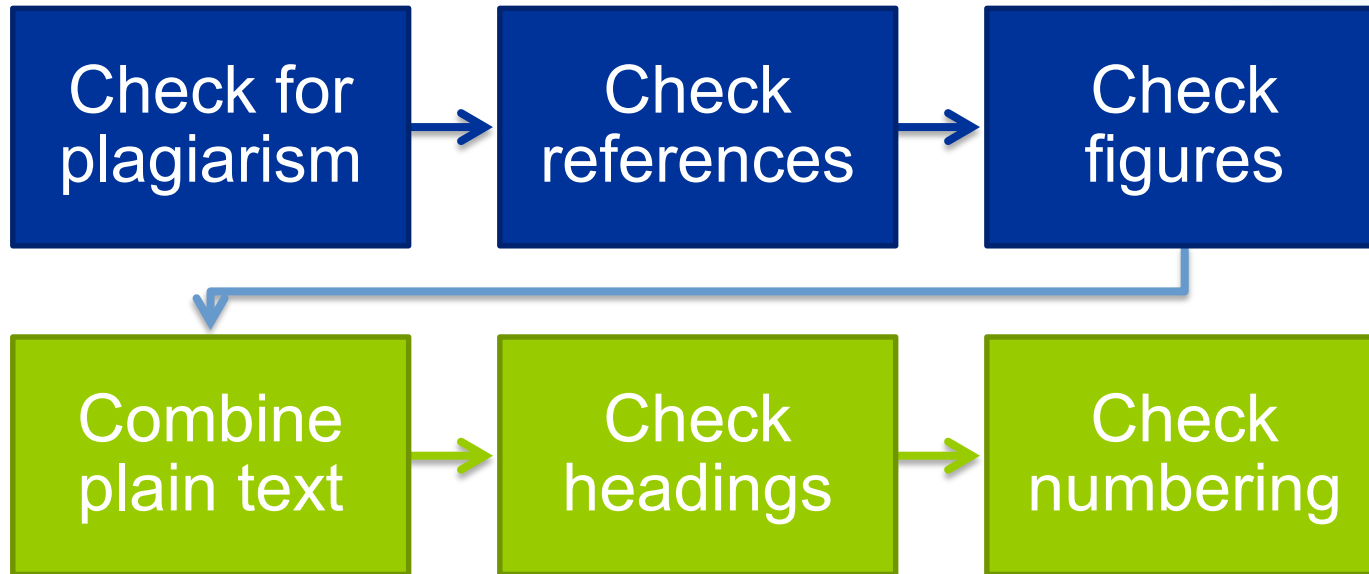 Check for
plagiarism
Check
references
Check
figures
Combine
plain text
Check
headings
Check
numbering